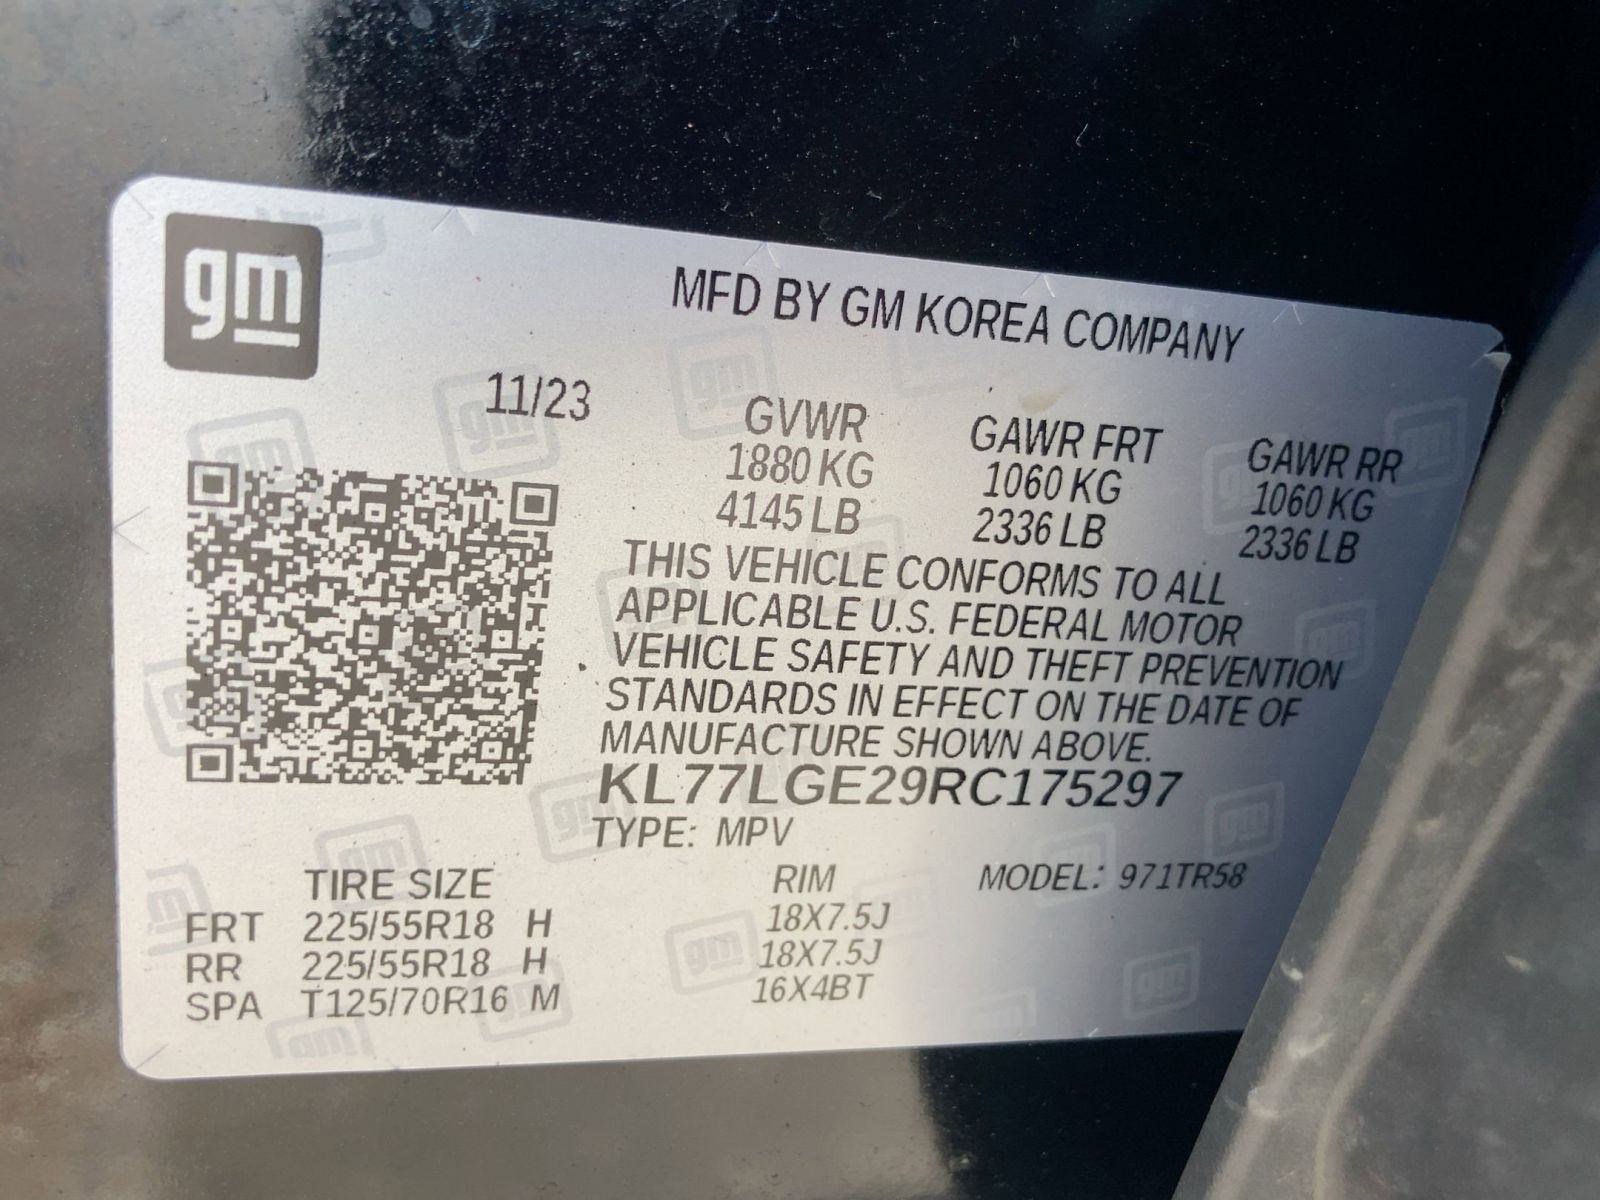 gm
MFD BY GM KOREA COMPANY
11/23
GVWR GAWR FRT GAWR RR
1880 KG 1060 KG 1060 KG
4145 LB 2336 LB 2336 LB
THIS VEHICLE CONFORMS TO ALL
APPLICABLE U.S. FEDERAL MOTOR
VEHICLE SAFETY AND THEFT PREVENTION
STANDARDS IN EFFECT ON THE DATE OF
MANUFACTURE SHOWN ABOVE.
KL77LGE29RC175297
TYPE: MPV
TIRE SIZE RIM MODEL: 971TR58
FRT 225/55R18 H 18X7.5J
RR 225/55R18 H 18X7.5J
SPA T125/70R16 M 16X4BT